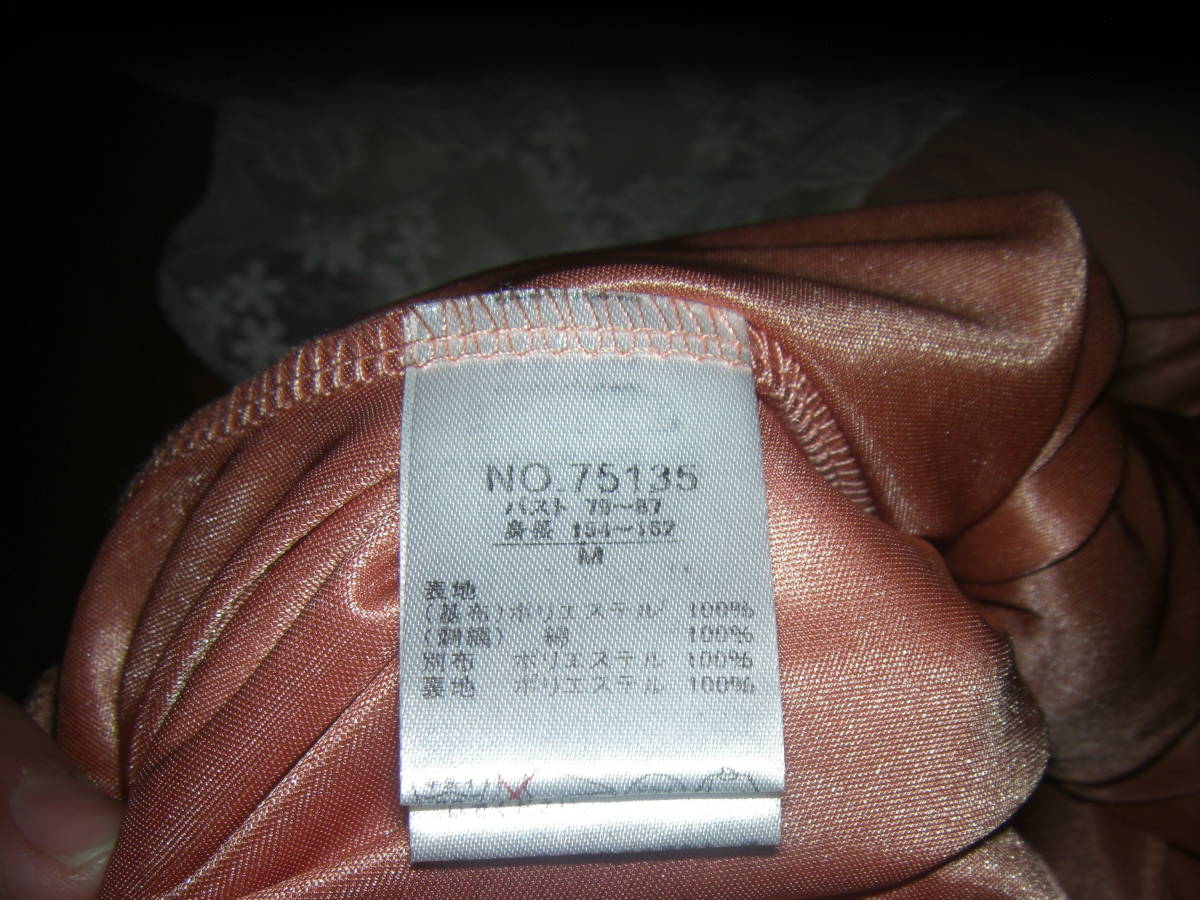 NO.75135
バスト 79～87
身長 154～162
M
表地
(基布)ポリエステル 100%
(刺繍) 綿 100%
別布 ポリエステル 100%
裏地 ポリエステル 100%